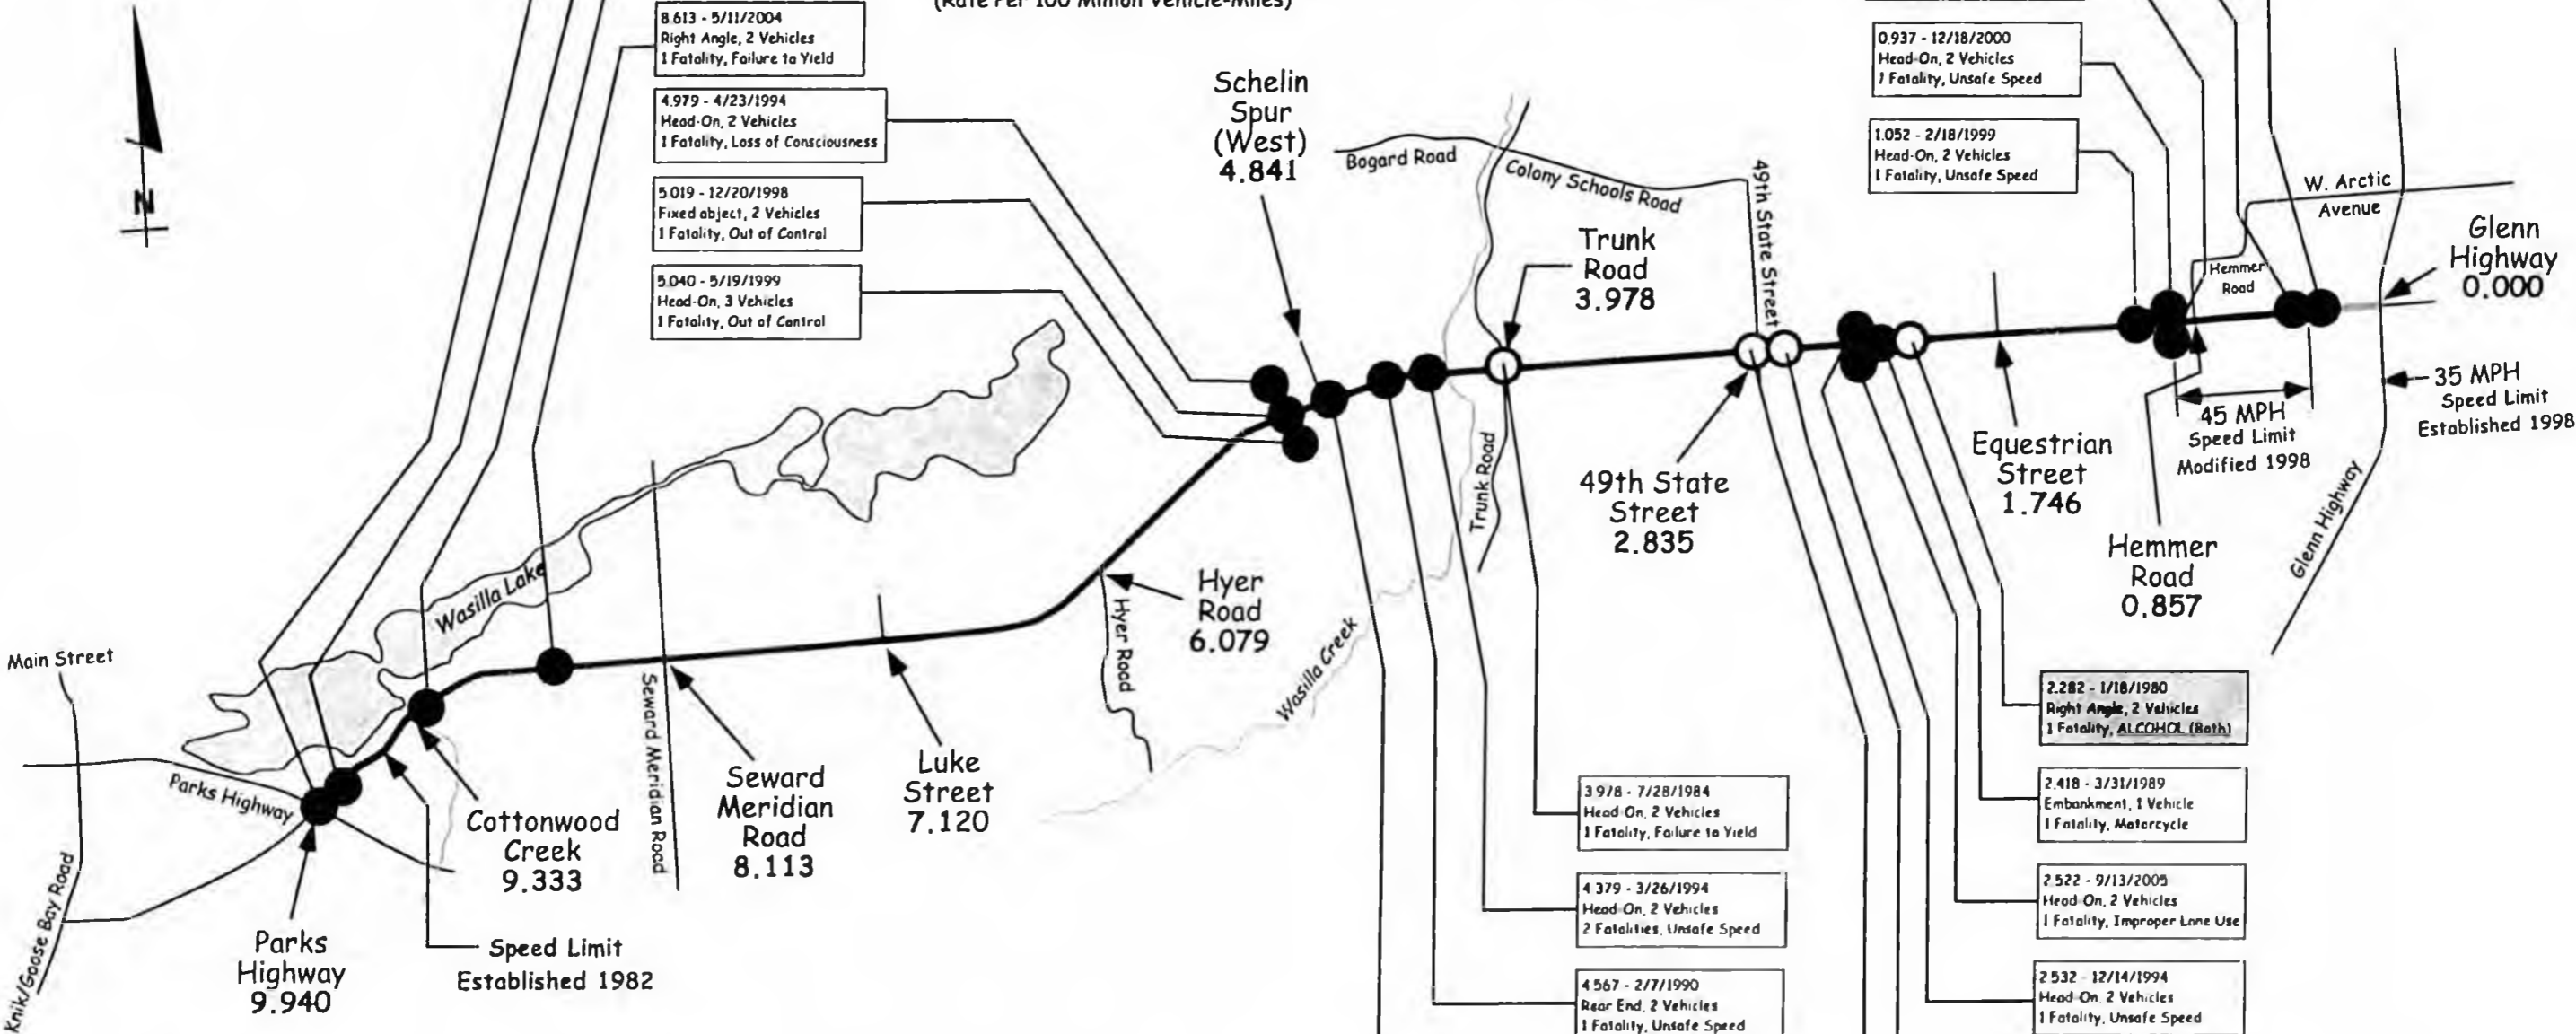 (Rate Per 100 Million Vehicle-Miles)
8.613 - 5/11/2004
Right Angle, 2 Vehicles
1 Fatality, Failure to Yield
4.979 - 4/23/1994
Head-On, 2 Vehicles
1 Fatality, Loss of Consciousness
5.019 - 12/20/1998
Fixed object, 2 Vehicles
1 Fatality, Out of Control
5.040 - 5/19/1999
Head-On, 3 Vehicles
1 Fatality, Out of Control
0.937 - 12/18/2000
Head-On, 2 Vehicles
1 Fatality, Unsafe Speed
1.052 - 2/18/1999
Head-On, 2 Vehicles
1 Fatality, Unsafe Speed
N
Schelin
Spur
(West)
4.841
Bogard Road
Colony Schools Road
49th State Street
Trunk
Road
3.978
W. Arctic
Avenue
Hemmer
Road
Glenn
Highway
0.000
35 MPH
Speed Limit
Established 1998
45 MPH
Speed Limit
Modified 1998
Equestrian
Street
1.746
49th State
Street
2.835
Trunk Road
Hemmer
Road
0.857
Glenn Highway
Hyer
Road
6.079
Hyer Road
Wasilla Creek
Wasilla Lake
Main Street
Seward Meridian Road
Parks Highway
Knik/Goose Bay Road
Cottonwood
Creek
9.333
Seward
Meridian
Road
8.113
Luke
Street
7.120
Parks
Highway
9.940
Speed Limit
Established 1982
3.978 - 7/28/1984
Head-On, 2 Vehicles
1 Fatality, Failure to Yield
4.379 - 3/26/1994
Head-On, 2 Vehicles
2 Fatalities, Unsafe Speed
4.567 - 2/7/1990
Rear End, 2 Vehicles
1 Fatality, Unsafe Speed
2.282 - 1/18/1980
Right Angle, 2 Vehicles
1 Fatality, ALCOHOL (Both)
2.418 - 3/31/1989
Embankment, 1 Vehicle
1 Fatality, Motorcycle
2.522 - 9/13/2005
Head-On, 2 Vehicles
1 Fatality, Improper Lane Use
2.532 - 12/14/1994
Head-On, 2 Vehicles
1 Fatality, Unsafe Speed